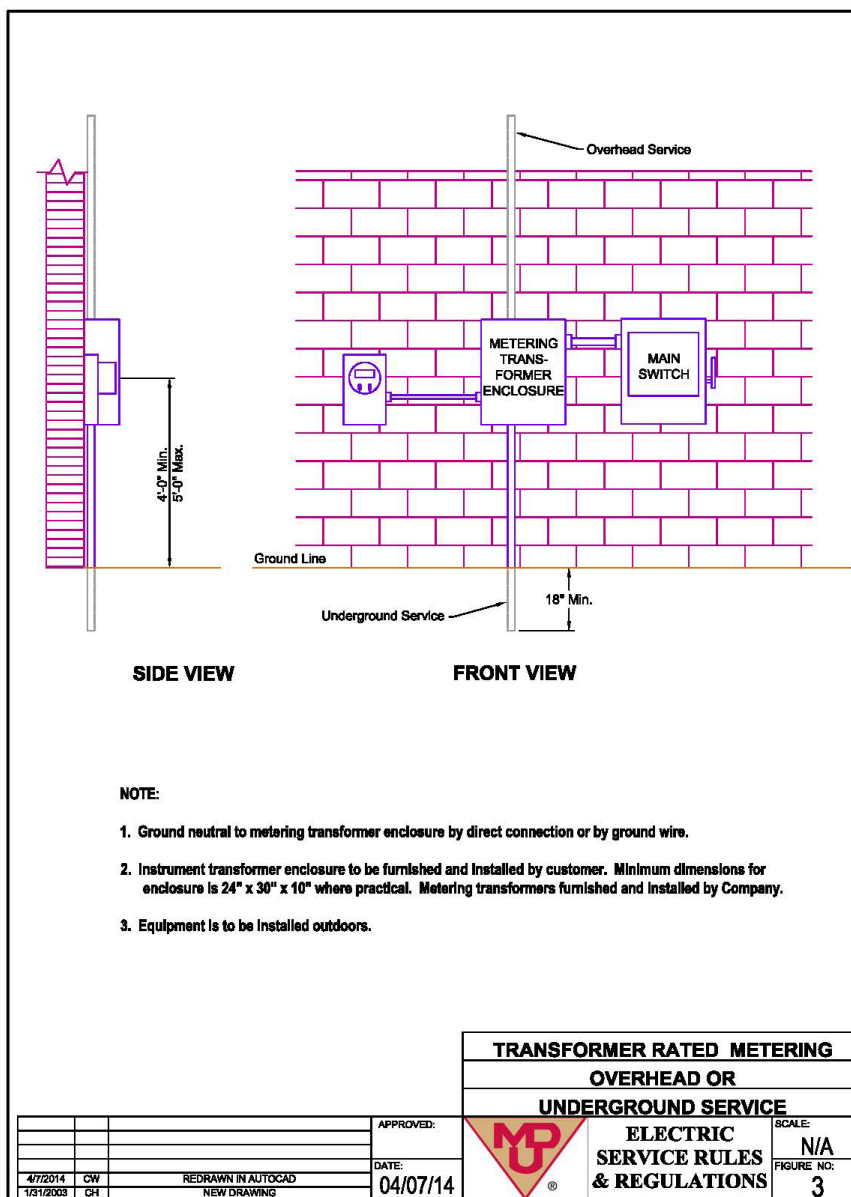 Overhead Service
METERING
TRANS-
FORMER
ENCLOSURE
MAIN
SWITCH
4'-0" Min.
5'-0" Max.
Ground Line
Underground Service
18" Min.
SIDE VIEW
FRONT VIEW
NOTE:
1. Ground neutral to metering transformer enclosure by direct connection or by ground wire.
2. Instrument transformer enclosure to be furnished and installed by customer. Minimum dimensions for
enclosure is 24" x 30" x 10" where practical. Metering transformers furnished and installed by Company.
3. Equipment is to be installed outdoors.
TRANSFORMER RATED METERING
OVERHEAD OR
UNDERGROUND SERVICE
APPROVED:
DATE:
04/07/14
MDU
®
ELECTRIC
SERVICE RULES
& REGULATIONS
SCALE:
N/A
FIGURE NO:
3
4/7/2014 CW REDRAWN IN AUTOCAD
1/31/2003 CH NEW DRAWING